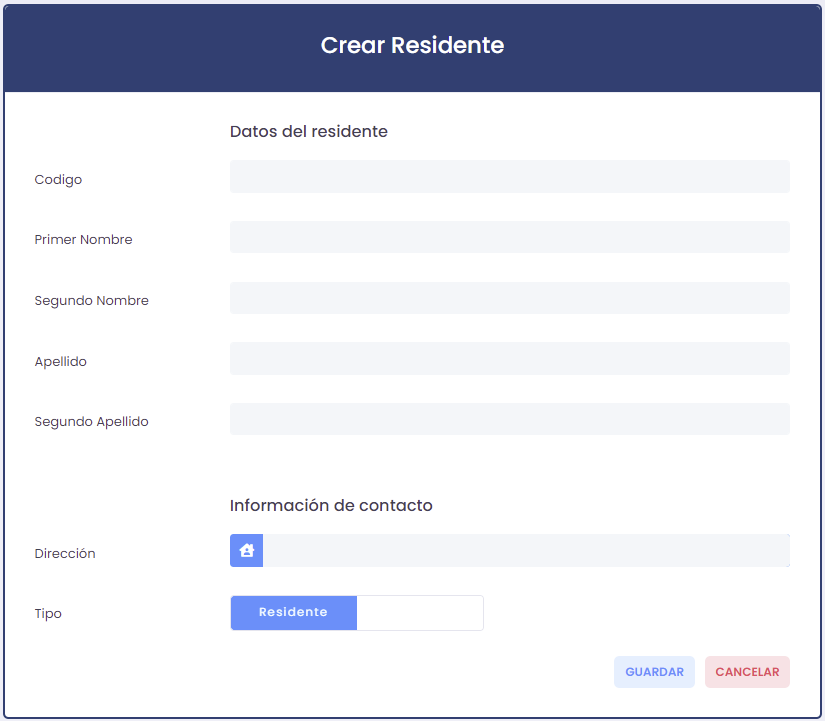 Crear Residente
Datos del residente
Codigo
Primer Nombre
Segundo Nombre
Apellido
Segundo Apellido
Información de contacto
Dirección
Tipo
Residente
GUARDAR
CANCELAR